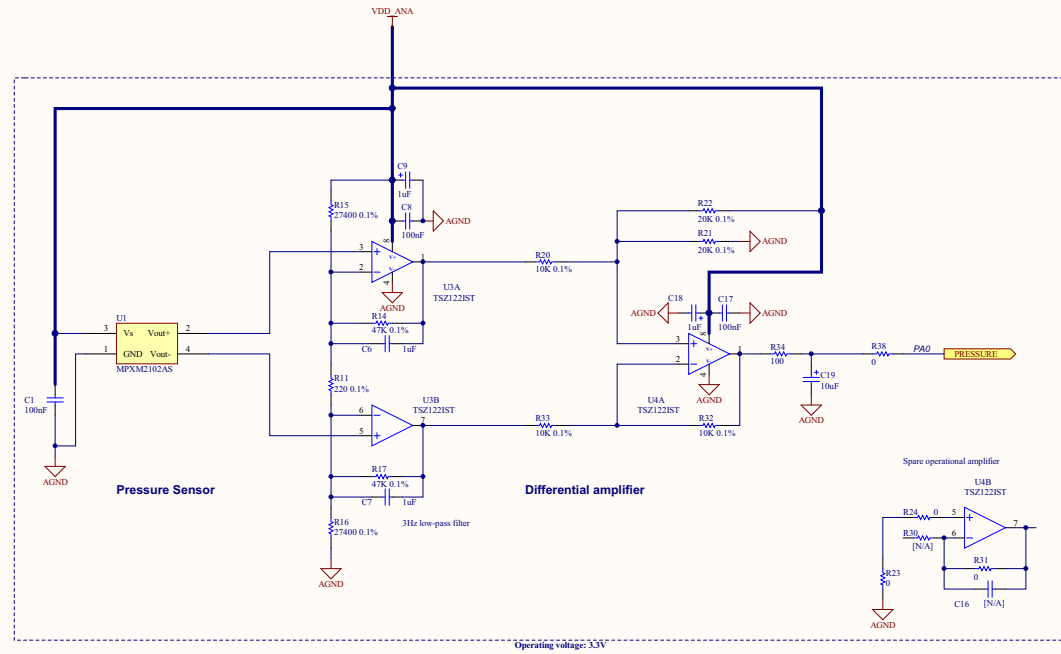 VDD_ANA
C9
1uF
C8
100nF
AGND
R15
27400 0.1%
8
3
V+
2
V-
1
4
U3A
TSZ122IST
AGND
R14
47K 0.1%
C6
1uF
R11
220 0.1%
U3B
TSZ122IST
6
5
7
R17
47K 0.1%
C7
1uF
R16
27400 0.1%
3Hz low-pass filter
AGND
U1
3
Vs
Vout+
2
1
GND
Vout-
4
MPXM2102AS
C1
100nF
AGND
Pressure Sensor
R20
10K 0.1%
R22
20K 0.1%
R21
20K 0.1%
AGND
C18
AGND
1uF
C17
100nF
AGND
8
3
V+
2
V-
1
4
U4A
TSZ122IST
AGND
R33
10K 0.1%
R32
10K 0.1%
R34
100
C19
10uF
AGND
R38
0
PA0
PRESSURE
Differential amplifier
Spare operational amplifier
U4B
TSZ122IST
R24
0
5
R30
6
[N/A]
7
R31
0
R23
0
C16
[N/A]
AGND
Operating voltage: 3.3V